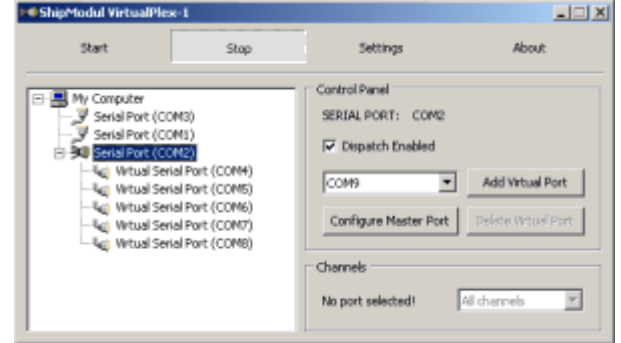 ShipModul VirtualPlex-1
Start Stop Settings About
My Computer
Serial Port (COM3)
Serial Port (COM1)
Serial Port (COM2)
Virtual Serial Port (COM4)
Virtual Serial Port (COM5)
Virtual Serial Port (COM6)
Virtual Serial Port (COM7)
Virtual Serial Port (COM8)
Control Panel
SERIAL PORT: COM2
Dispatch Enabled
COM9 Add Virtual Port
Configure Master Port Delete Virtual Port
Channels
No port selected! All channels